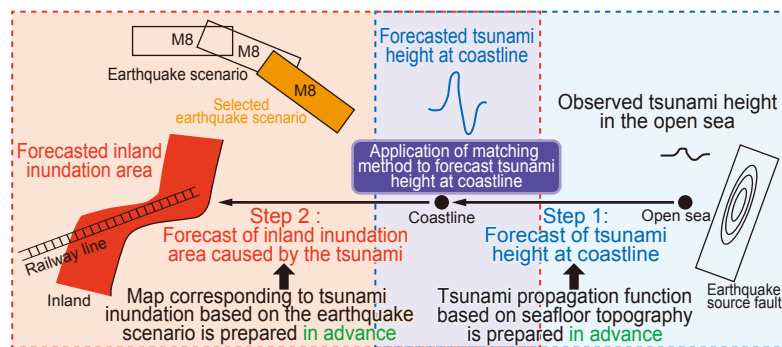 M8
M8
M8
Earthquake scenario
Selected
earthquake scenario
Forecasted inland
inundation area
Railway line
Inland
Step 2 :
Forecast of inland inundation
area caused by the tsunami
Map corresponding to tsunami
inundation based on the earthquake
scenario is prepared in advance
Forecasted tsunami
height at coastline
Application of matching
method to forecast tsunami
height at coastline
Coastline
Observed tsunami height
in the open sea
Open sea
Step 1:
Forecast of tsunami
height at coastline
Tsunami propagation function
based on seafloor topography
is prepared in advance
Earthquake
source fault